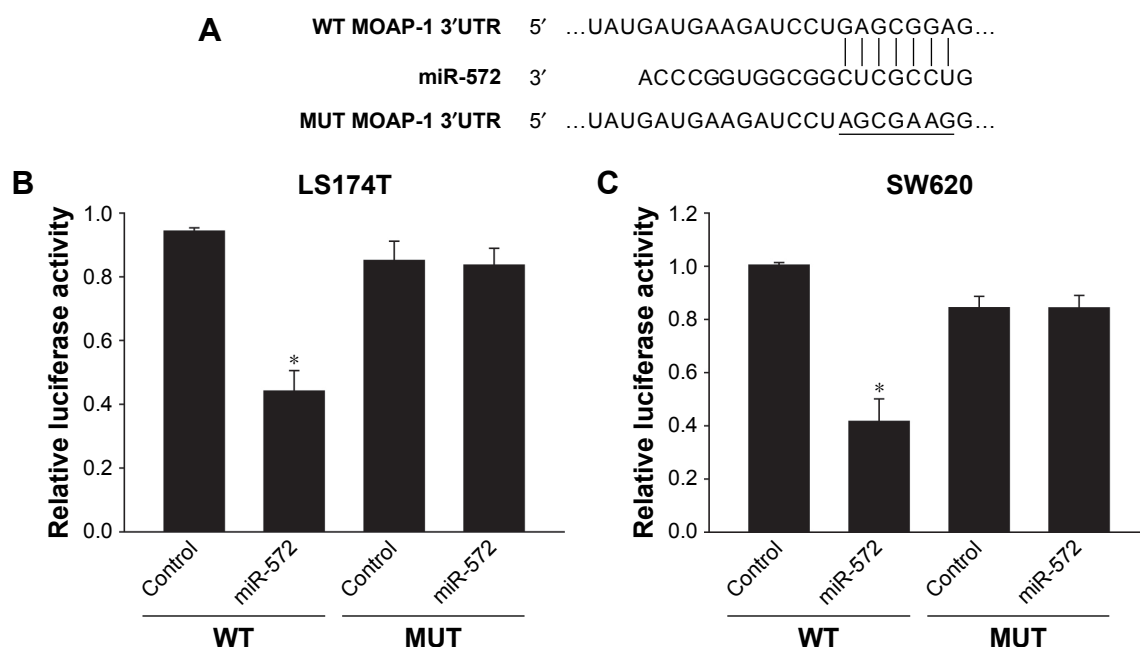 A
WT MOAP-1 3′UTR 5′ …UAUGAUGAAGAUCCUGAGCGGAG…
miR-572 3′ ACCCGGUGGCGGCUCGCCUG
MUT MOAP-1 3′UTR 5′ …UAUGAUGAAGAUCCUAGCGAAGG…
B
LS174T
Relative luciferase activity
1.0
0.8
0.6
0.4
0.2
0.0
*
Control
miR-572
Control
miR-572
WT
MUT
C
SW620
Relative luciferase activity
1.2
1.0
0.8
0.6
0.4
0.2
0.0
*
Control
miR-572
Control
miR-572
WT
MUT